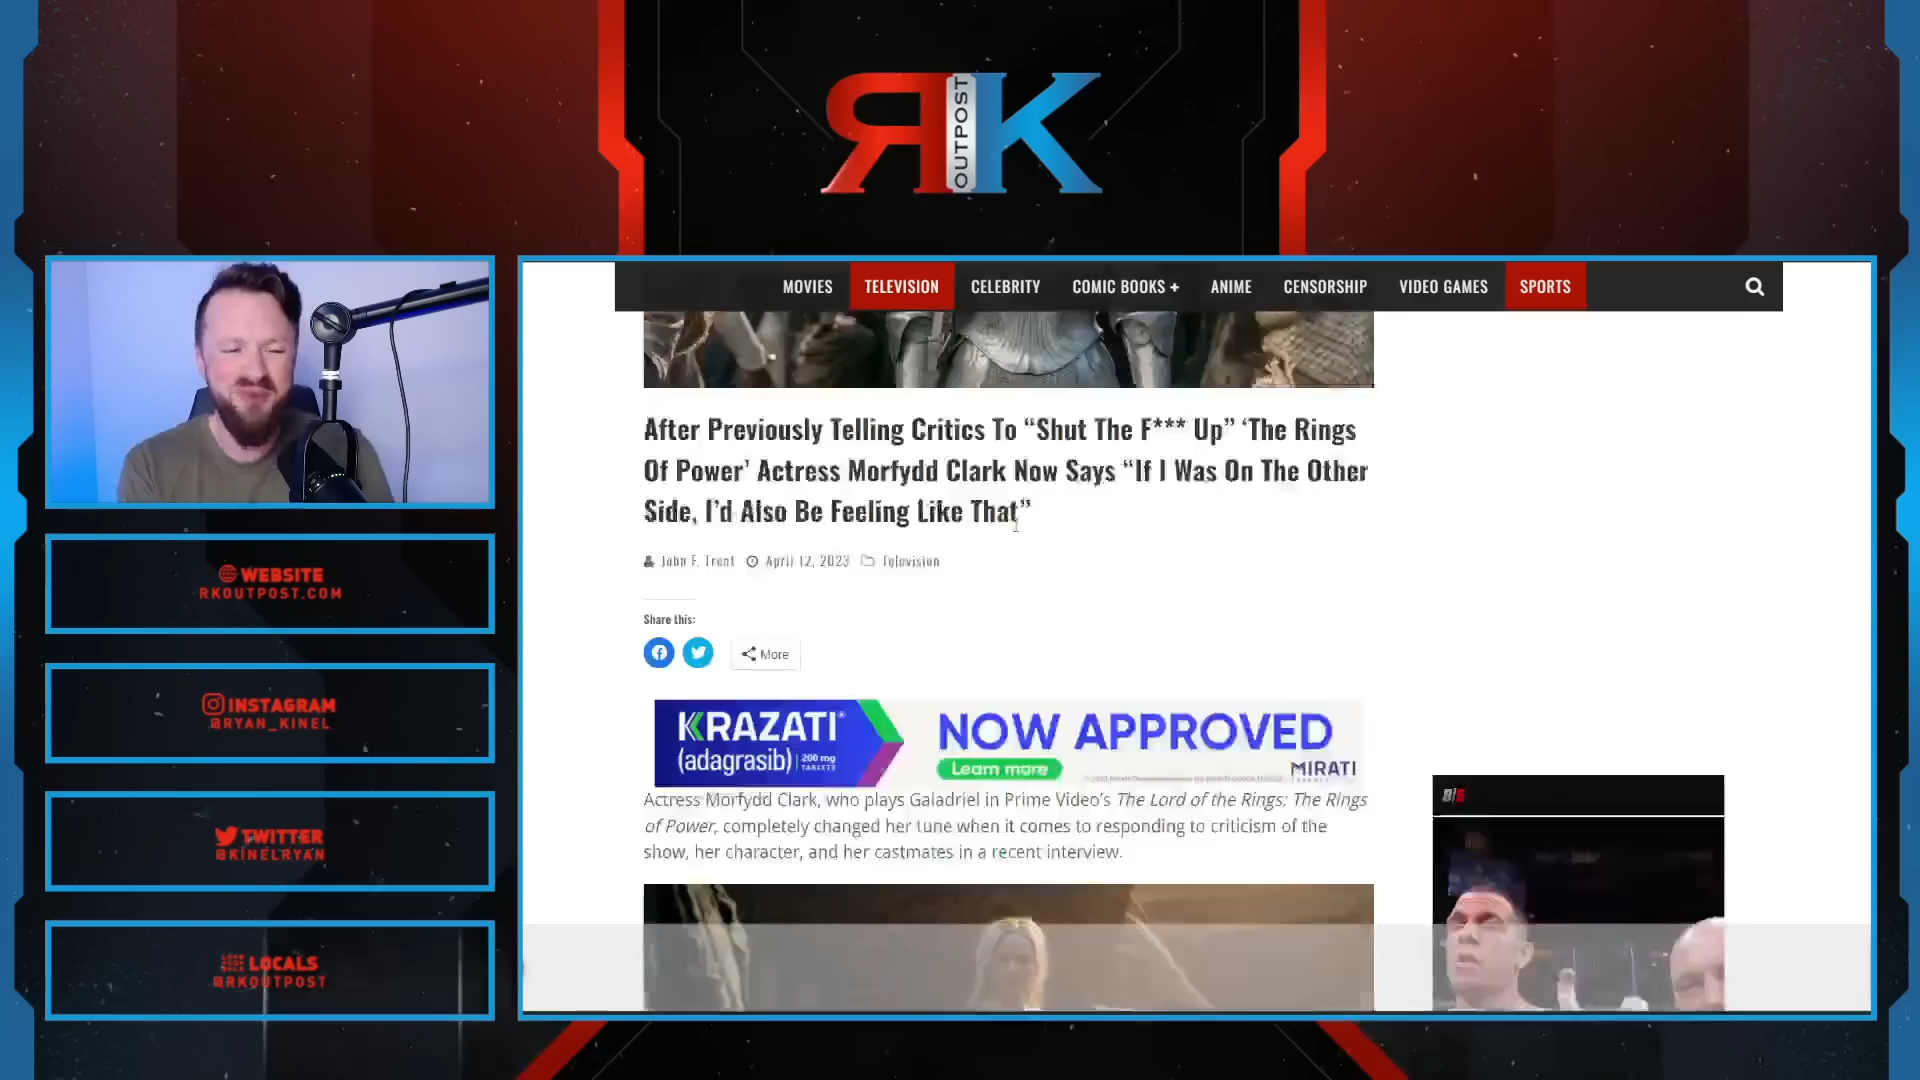 RK
OUTPOST
MOVIES TELEVISION CELEBRITY COMIC BOOKS + ANIME CENSORSHIP VIDEO GAMES SPORTS
After Previously Telling Critics To “Shut The F*** Up” ‘The Rings
Of Power’ Actress Morfydd Clark Now Says “If I Was On The Other
Side, I’d Also Be Feeling Like That”
John F. Trent April 12, 2023 Television
Share this:
More
KRAZATI®
(adagrasib) 200 mg
TABLETS
NOW APPROVED
Learn more
MIRATI
Actress Morfydd Clark, who plays Galadriel in Prime Video’s The Lord of the Rings: The Rings
of Power, completely changed her tune when it comes to responding to criticism of the
show, her character, and her castmates in a recent interview.
WEBSITE
RKOUTPOST.COM
INSTAGRAM
@RYAN_KINEL
TWITTER
@KINELRYAN
LOCALS
@RKOUTPOST